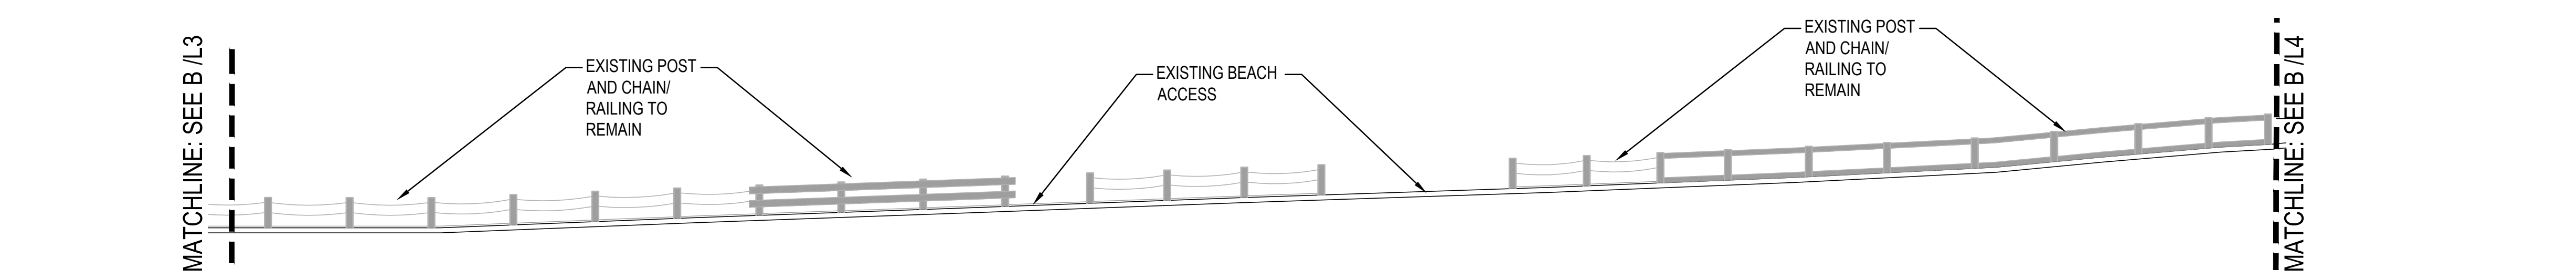 MATCHLINE: SEE B /L3
EXISTING POST
AND CHAIN/
RAILING TO
REMAIN
EXISTING BEACH
ACCESS
EXISTING POST
AND CHAIN/
RAILING TO
REMAIN
MATCHLINE: SEE B /L4